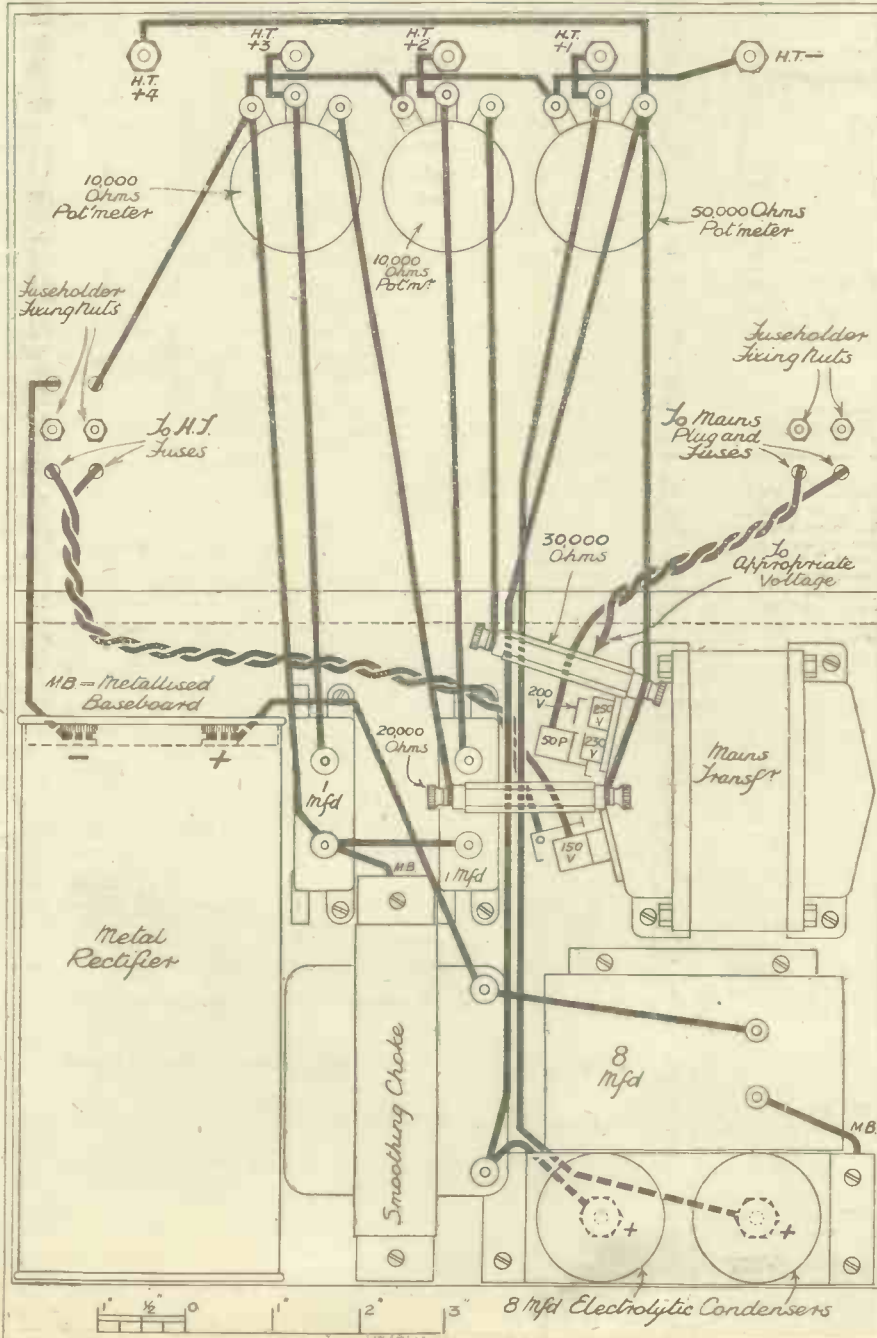 H.T.
+4
H.T.
+3
H.T.
+2
H.T.
+1
H.T.—
10,000
Ohms
Pot'meter
10,000
Ohms
Pot'mr
50,000 Ohms
Pot'meter
Fuseholder
Fixing Nuts
Fuseholder
Fixing Nuts
To H.T.
Fuses
To Mains
Plug and
Fuses
30,000
Ohms
To
Appropriate
Voltage
M.B. = Metallised
Baseboard
200
V
250
V
50P
230
V
20,000
Ohms
Mains
Transfr
-
+
1
Mfd
O
150
V
M.B.
1 Mfd
Metal
Rectifier
Smoothing Choke
8
Mfd
M.B.
+
+
8 Mfd Electrolytic Condensers
1"
½"
0
1"
2"
3"